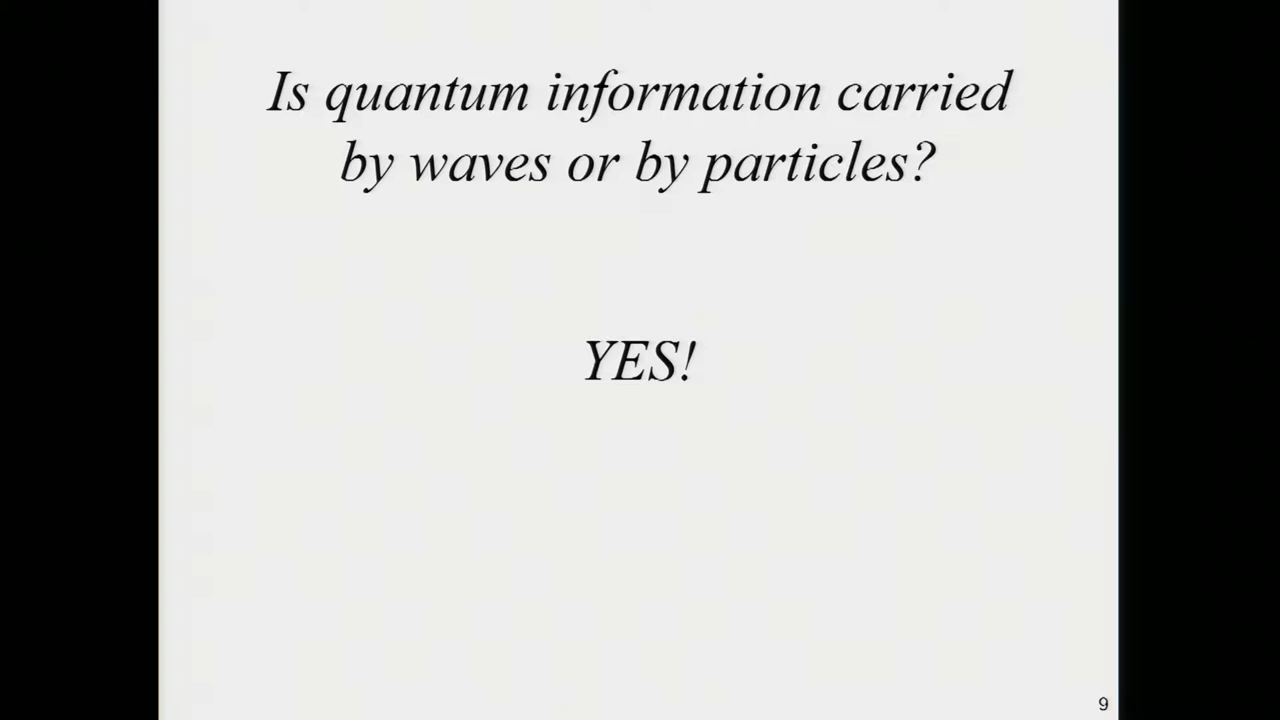 Is quantum information carried
by waves or by particles?
YES!
9